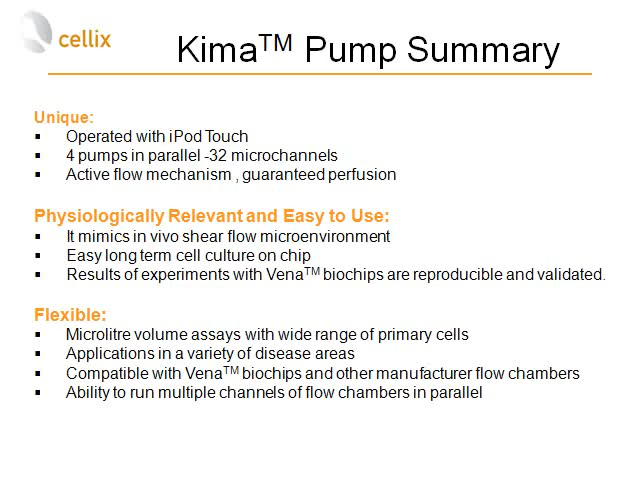 cellix
Kima™ Pump Summary
Unique:
▪ Operated with iPod Touch
▪ 4 pumps in parallel -32 microchannels
▪ Active flow mechanism , guaranteed perfusion
Physiologically Relevant and Easy to Use:
▪ It mimics in vivo shear flow microenvironment
▪ Easy long term cell culture on chip
▪ Results of experiments with Vena™ biochips are reproducible and validated.
Flexible:
▪ Microlitre volume assays with wide range of primary cells
▪ Applications in a variety of disease areas
▪ Compatible with Vena™ biochips and other manufacturer flow chambers
▪ Ability to run multiple channels of flow chambers in parallel